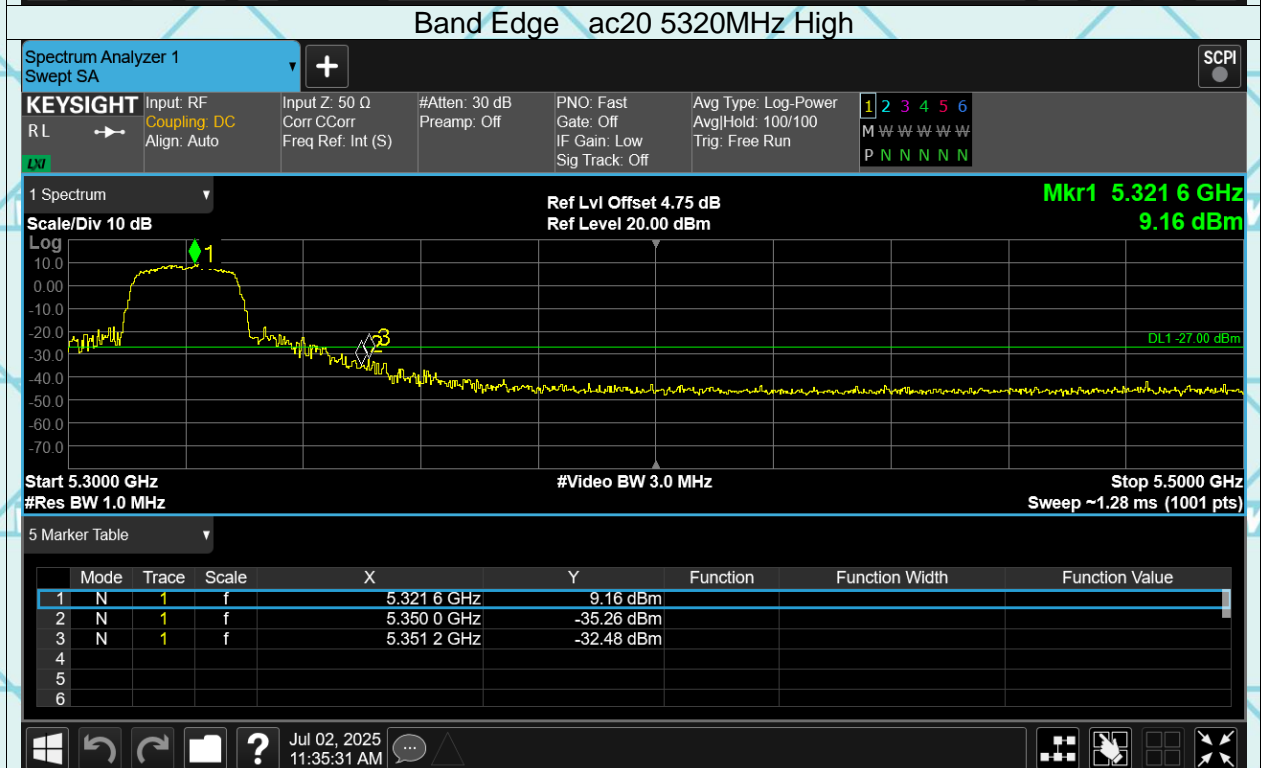 Band Edge ac20 5320MHz High
Spectrum Analyzer 1
Swept SA
SCPI
KEYSIGHT
R L
LXI
Input: RF
Coupling: DC
Align: Auto
Input Z: 50 Ω
Corr CCorr
Freq Ref: Int (S)
#Atten: 30 dB
Preamp: Off
PNO: Fast
Gate: Off
IF Gain: Low
Sig Track: Off
Avg Type: Log-Power
Avg|Hold: 100/100
Trig: Free Run
1 2 3 4 5 6
M W W W W W
P N N N N N
1 Spectrum
Scale/Div 10 dB
Log
Ref Lvl Offset 4.75 dB
Ref Level 20.00 dBm
Mkr1 5.321 6 GHz
9.16 dBm
10.0
0.00
-10.0
-20.0
-30.0
-40.0
-50.0
-60.0
-70.0
1
2
3
DL1 -27.00 dBm
Start 5.3000 GHz
#Res BW 1.0 MHz
#Video BW 3.0 MHz
Stop 5.5000 GHz
Sweep ~1.28 ms (1001 pts)
5 Marker Table
Mode Trace Scale X Y Function Function Width Function Value
1 N 1 f 5.321 6 GHz 9.16 dBm
2 N 1 f 5.350 0 GHz -35.26 dBm
3 N 1 f 5.351 2 GHz -32.48 dBm
4
5
6
?
Jul 02, 2025
11:35:31 AM